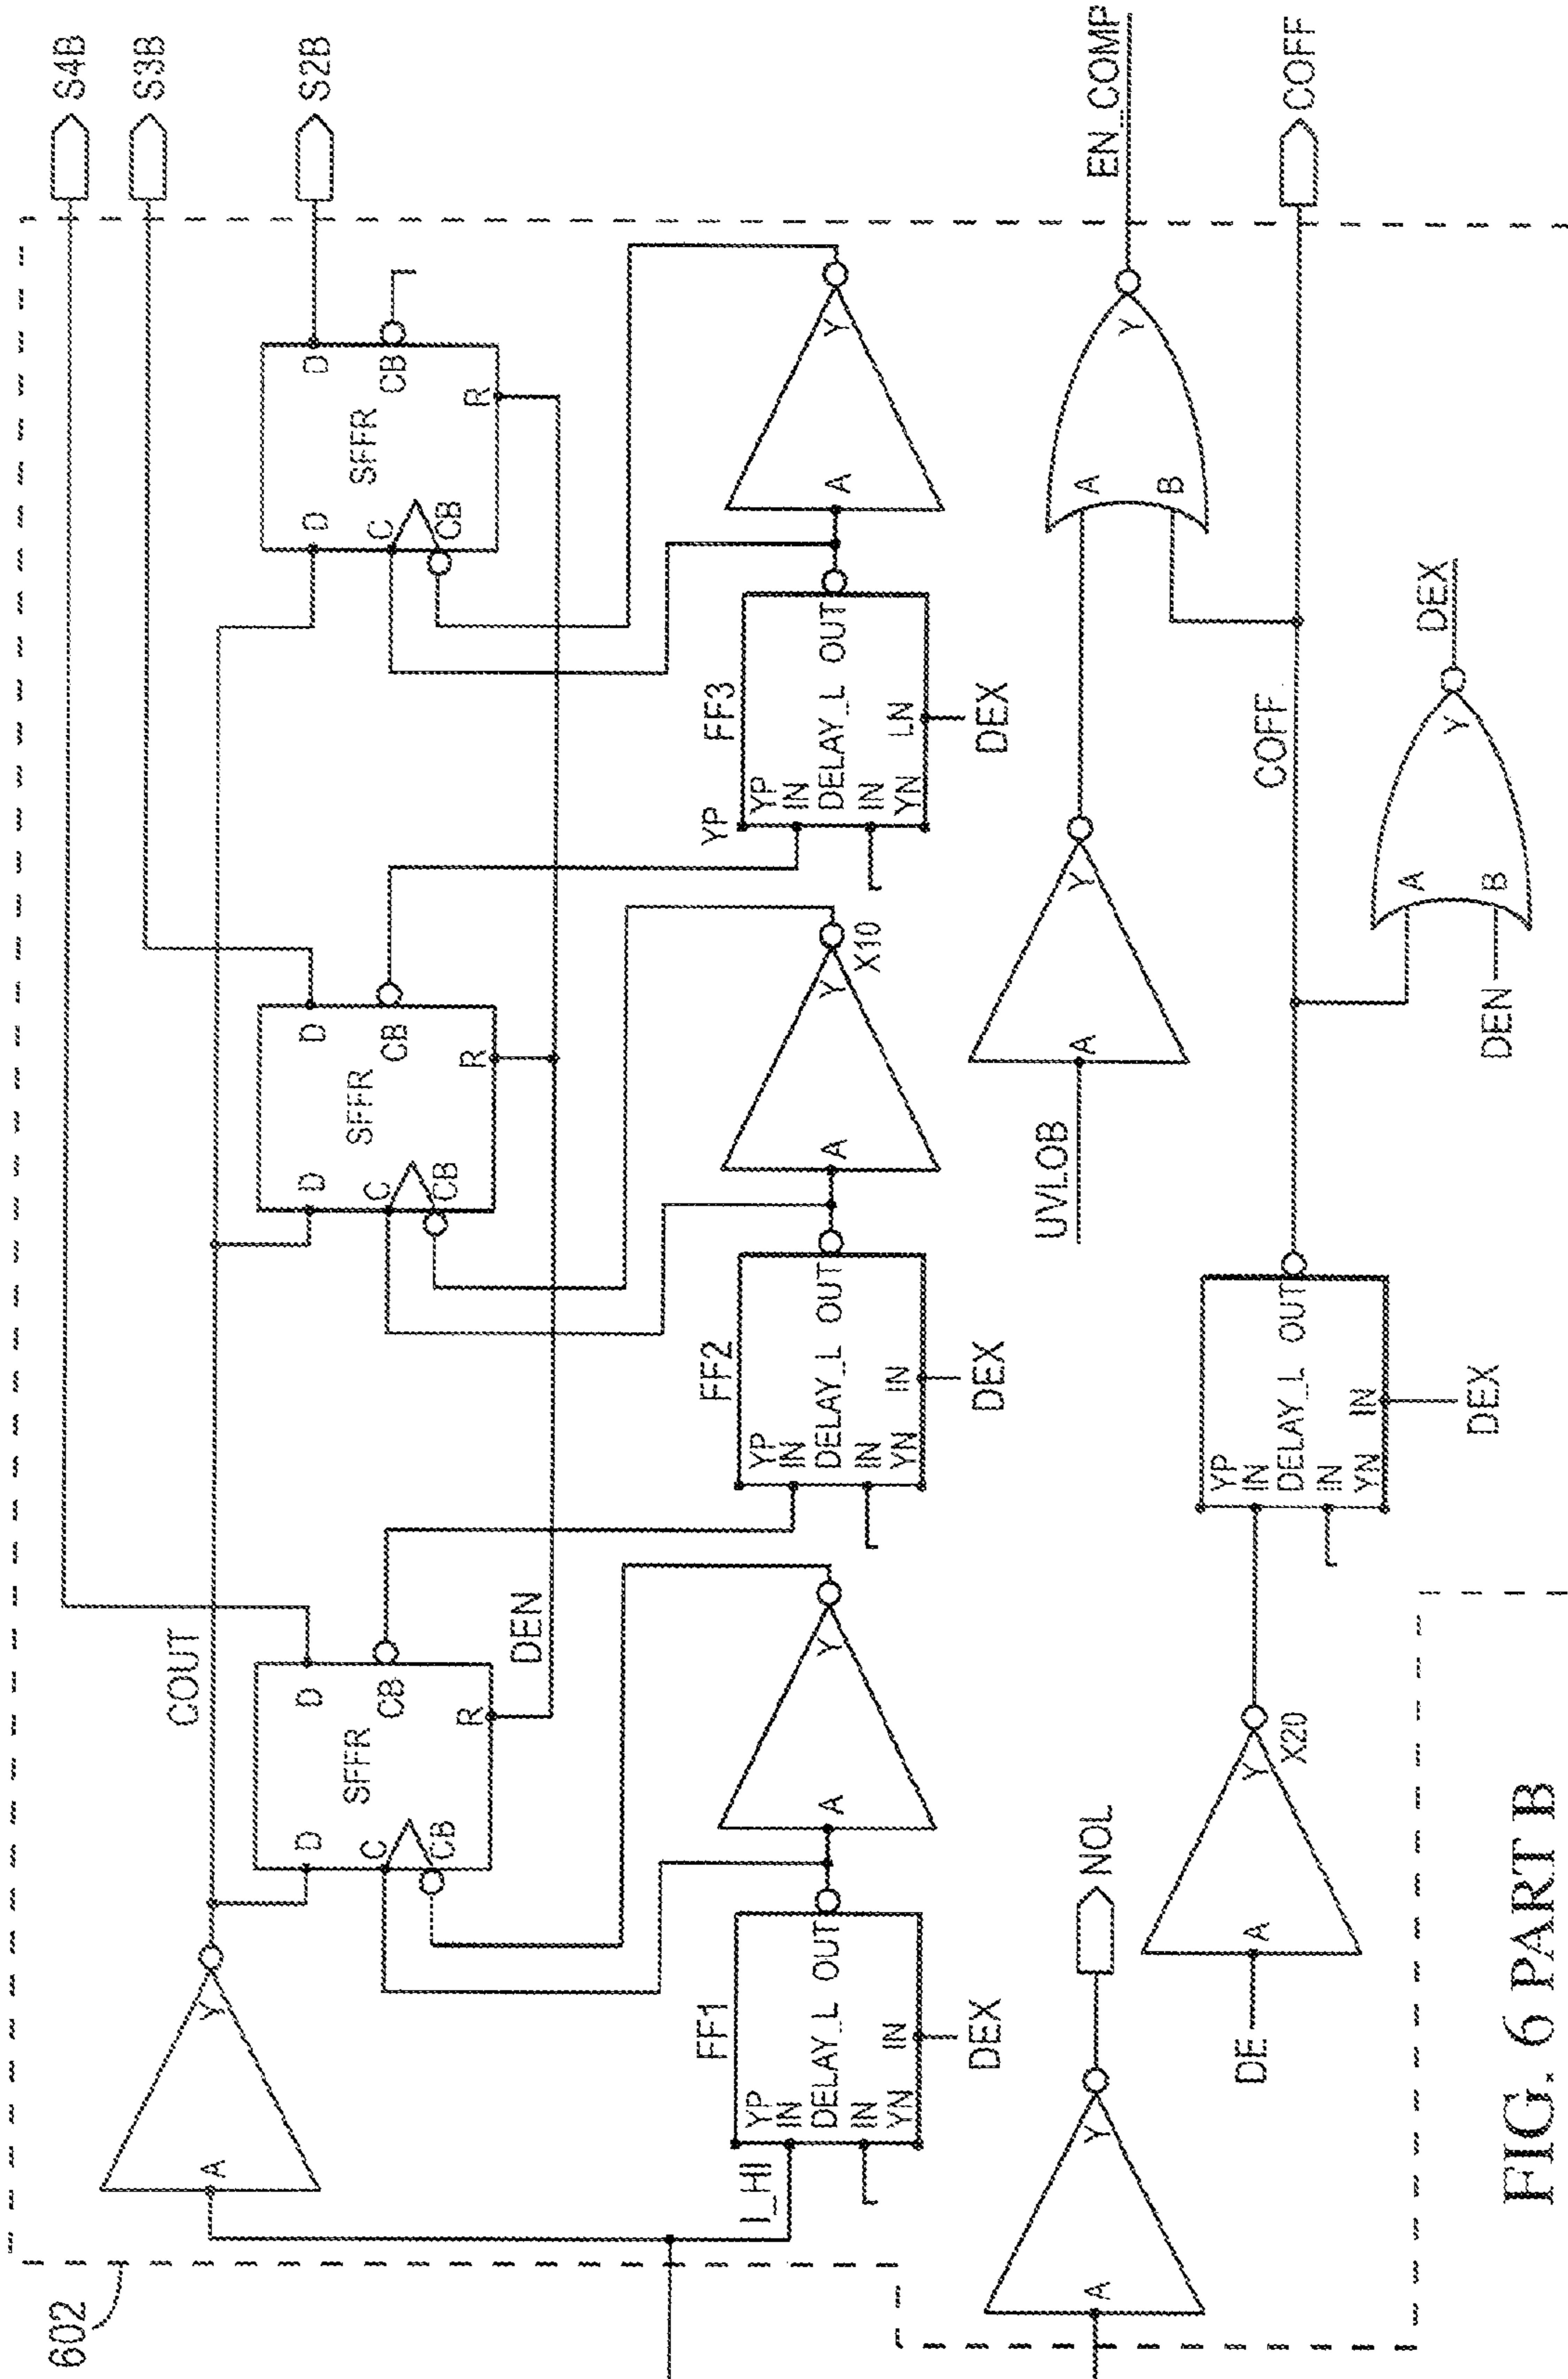 602
S4B
S3B
S2B
COUT
A
Y
D
D
SFFR
C
CB
CB
R
D
D
SFFR
C
CB
CB
R
D
D
SFFR
C
CB
CB
R
DEN
I_HI
FF1
YP
IN
DELAY_L OUT
IN
YN
IN
DEX
A
Y
FF2
YP
IN
DELAY_L OUT
IN
YN
IN
DEX
A
Y
X10
YP
FF3
YP
IN
DELAY_L OUT
IN
YN
LN
DEX
A
Y
A
Y
NOL
UVLOB
A
Y
A
B
Y
EN_COMP
DE
A
Y
X20
YP
IN
DELAY_L OUT
IN
YN
IN
DEX
COFF
COFF
DEN
A
B
Y
DEX
FIG. 6 PART B